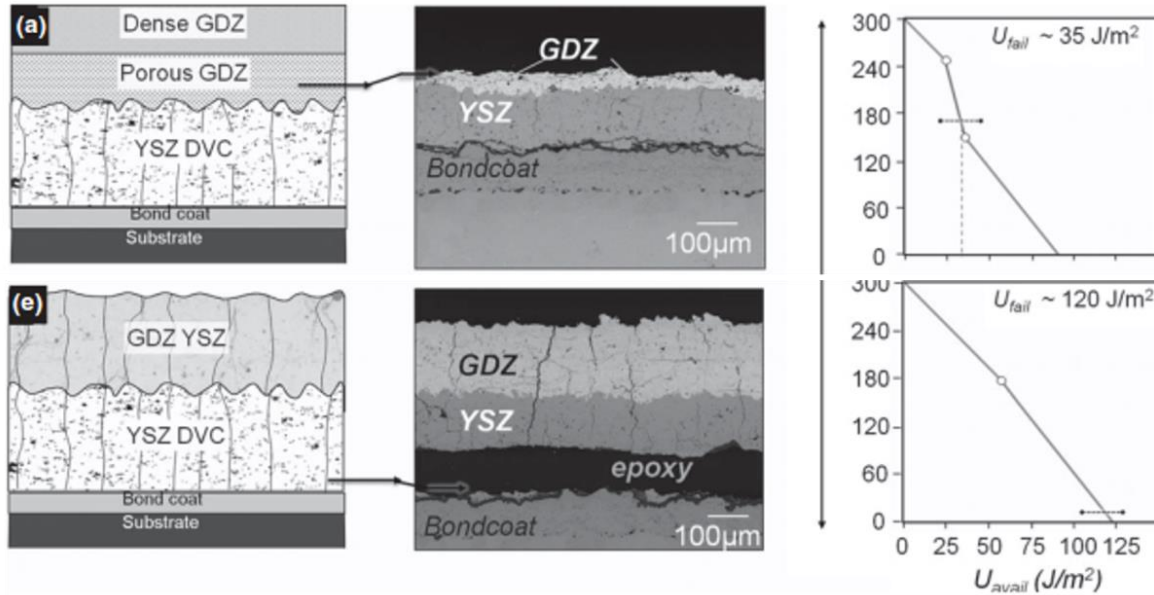 (a)
Dense GDZ
Porous GDZ
YSZ DVC
Bond coat
Substrate
GDZ
YSZ
Bondcoat
100μm
U_fail ~ 35 J/m²
300
240
180
120
60
0
(e)
GDZ YSZ
YSZ DVC
Bond coat
Substrate
GDZ
YSZ
epoxy
Bondcoat
100μm
U_fail ~ 120 J/m²
300
240
180
180
60
0
0 25 50 75 100 125
U_avail (J/m²)